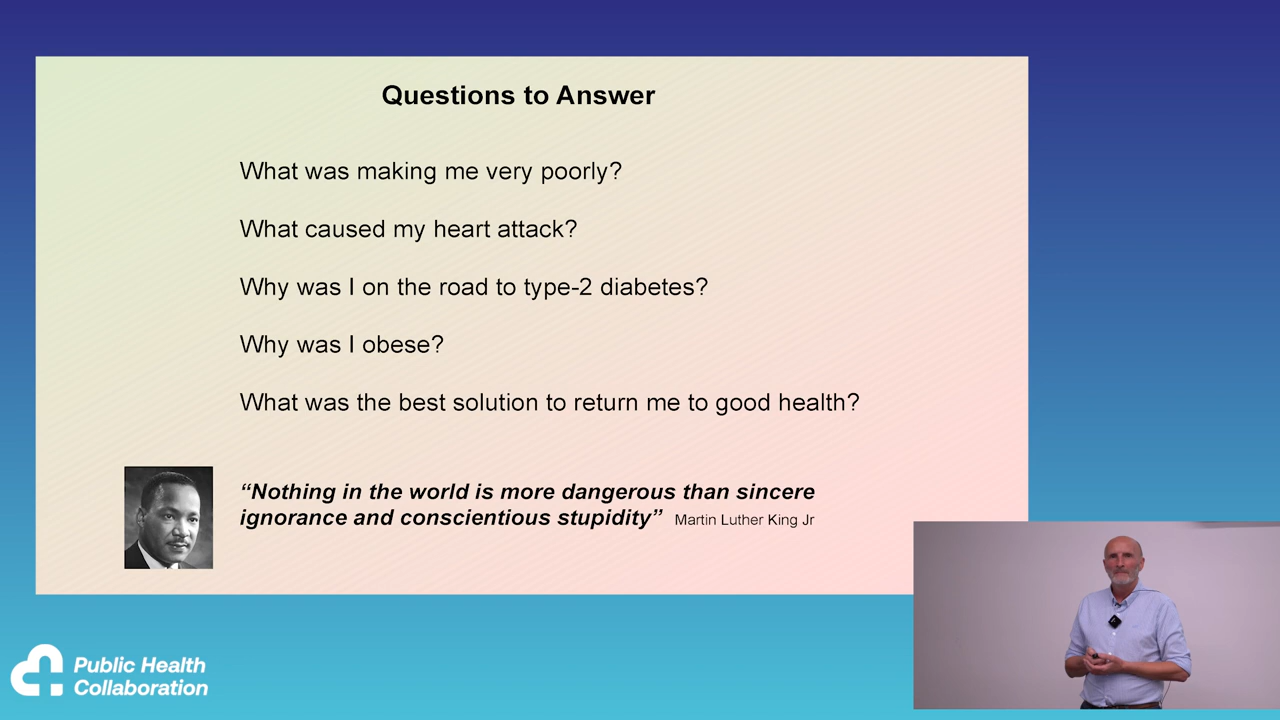 Questions to Answer
What was making me very poorly?
What caused my heart attack?
Why was I on the road to type-2 diabetes?
Why was I obese?
What was the best solution to return me to good health?
“Nothing in the world is more dangerous than sincere
ignorance and conscientious stupidity” Martin Luther King Jr
Public Health
Collaboration